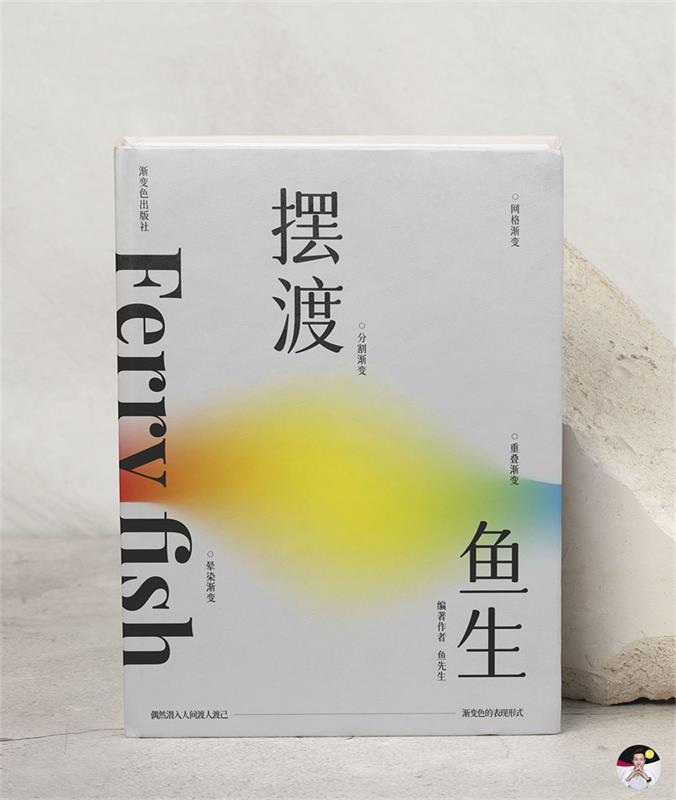 渐变色出版社
Ferry fish
摆渡
○网格渐变
○分割渐变
○重叠渐变
鱼生
○晕染渐变
编著作者 鱼先生
偶然潜入人间渡人渡己
渐变色的表现形式